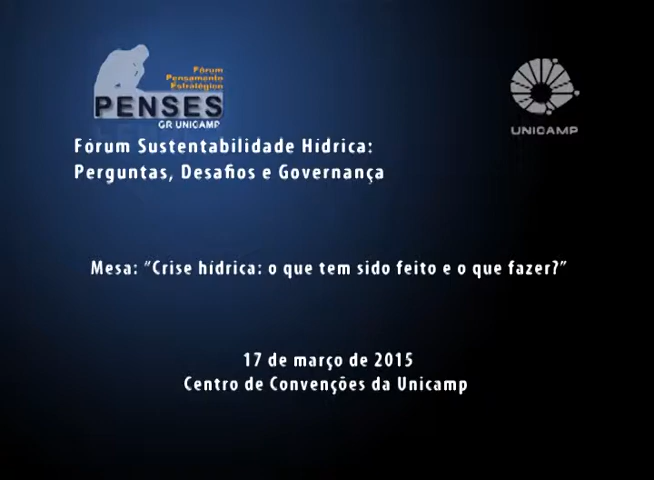 Fórum
Pensamento
Estratégico
PENSES
GR UNICAMP
UNICAMP
Fórum Sustentabilidade Hídrica:
Perguntas, Desafios e Governança
Mesa: “Crise hídrica: o que tem sido feito e o que fazer?”
17 de março de 2015
Centro de Convenções da Unicamp